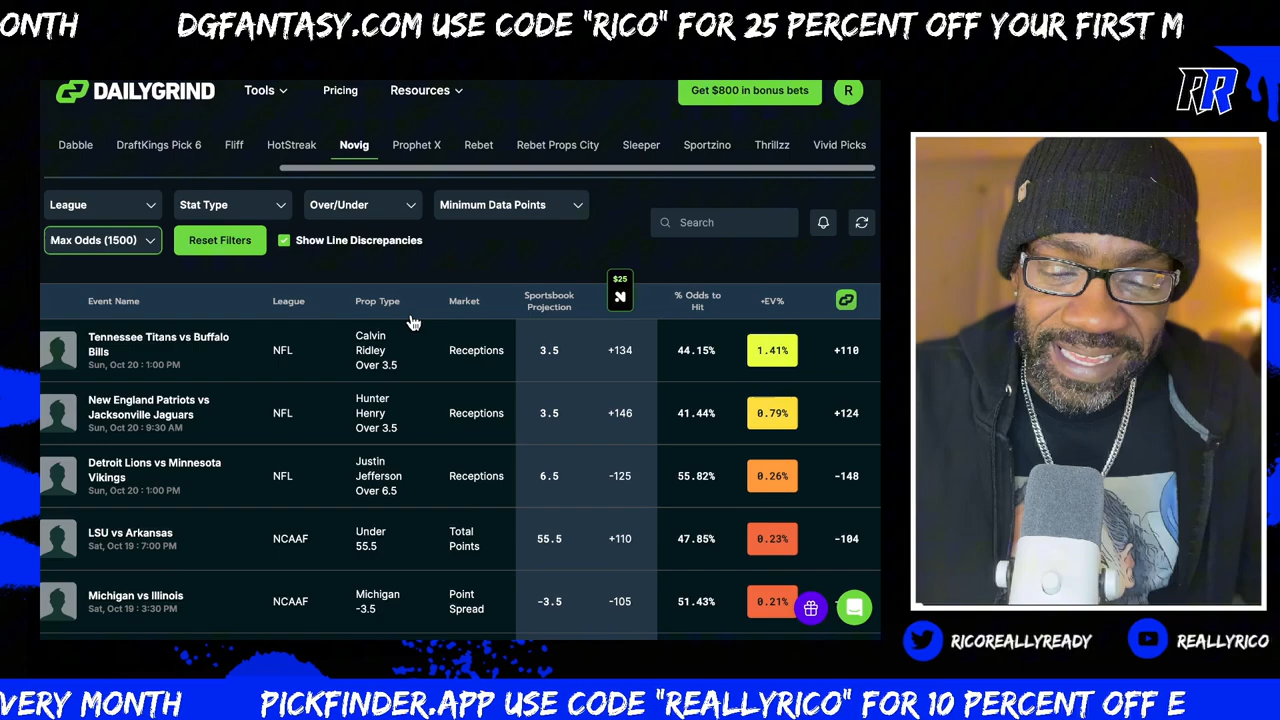 ONTH DGFANTASY.COM USE CODE "RICO" FOR 25 PERCENT OFF YOUR FIRST M
RR
DAILYGRIND Tools Pricing Resources Get $800 in bonus bets R
Dabble DraftKings Pick 6 Fliff HotStreak Novig Prophet X Rebet Rebet Props City Sleeper Sportzino Thrillzz Vivid Picks
League Stat Type Over/Under Minimum Data Points Search
Max Odds (1500) Reset Filters Show Line Discrepancies
$25
Event Name League Prop Type Market Sportsbook Projection N % Odds to Hit +EV%
Tennessee Titans vs Buffalo Bills
Sun, Oct 20 : 1:00 PM
NFL
Calvin Ridley Over 3.5
Receptions 3.5 +134 44.15% 1.41% +110
New England Patriots vs Jacksonville Jaguars
Sun, Oct 20 : 9:30 AM
NFL
Hunter Henry Over 3.5
Receptions 3.5 +146 41.44% 0.79% +124
Detroit Lions vs Minnesota Vikings
Sun, Oct 20 : 1:00 PM
NFL
Justin Jefferson Over 6.5
Receptions 6.5 -125 55.82% 0.26% -148
LSU vs Arkansas
Sat, Oct 19 : 7:00 PM
NCAAF
Under 55.5
Total Points
55.5 +110 47.85% 0.23% -104
Michigan vs Illinois
Sat, Oct 19 : 3:30 PM
NCAAF
Michigan -3.5
Point Spread
-3.5 -105 51.43% 0.21%
RICOREALLYREADY REALLYRICO
VERY MONTH PICKFINDER.APP USE CODE "REALLYRICO" FOR 10 PERCENT OFF E